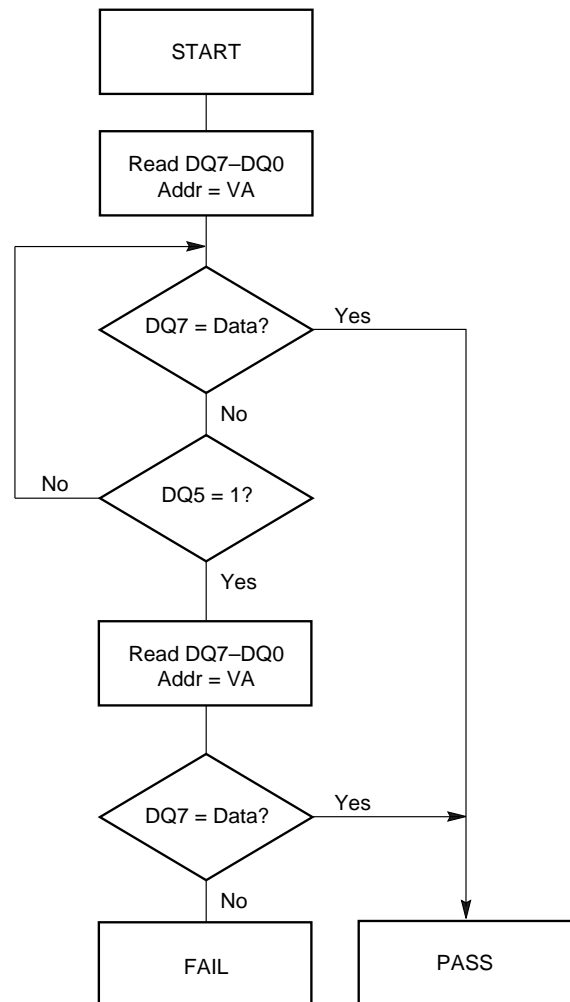 START
Read DQ7–DQ0
Addr = VA
DQ7 = Data?
Yes
No
No
DQ5 = 1?
Yes
Read DQ7–DQ0
Addr = VA
DQ7 = Data?
Yes
No
FAIL
PASS